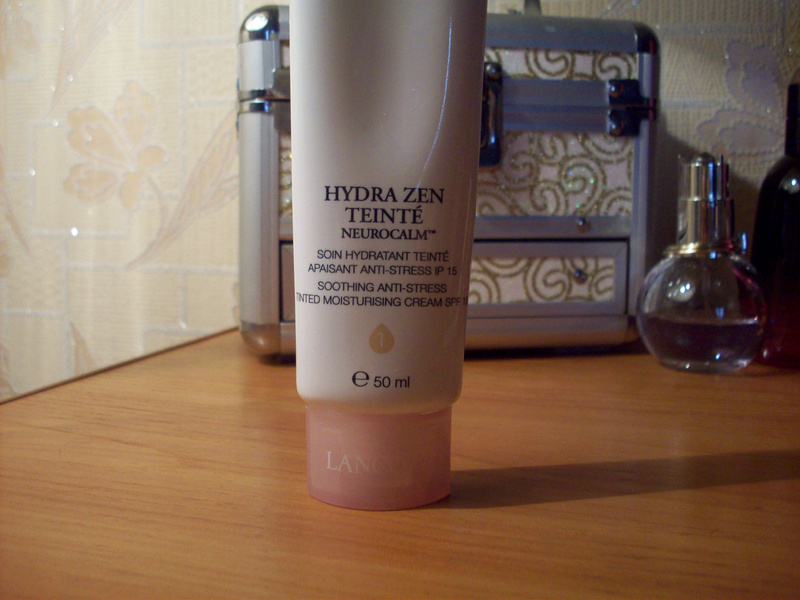 HYDRA ZEN
TEINTÉ
NEUROCALM™
SOIN HYDRATANT TEINTÉ
APAISANT ANTI-STRESS IP 15
SOOTHING ANTI-STRESS
TINTED MOISTURISING CREAM SPF
1
℮ 50 ml